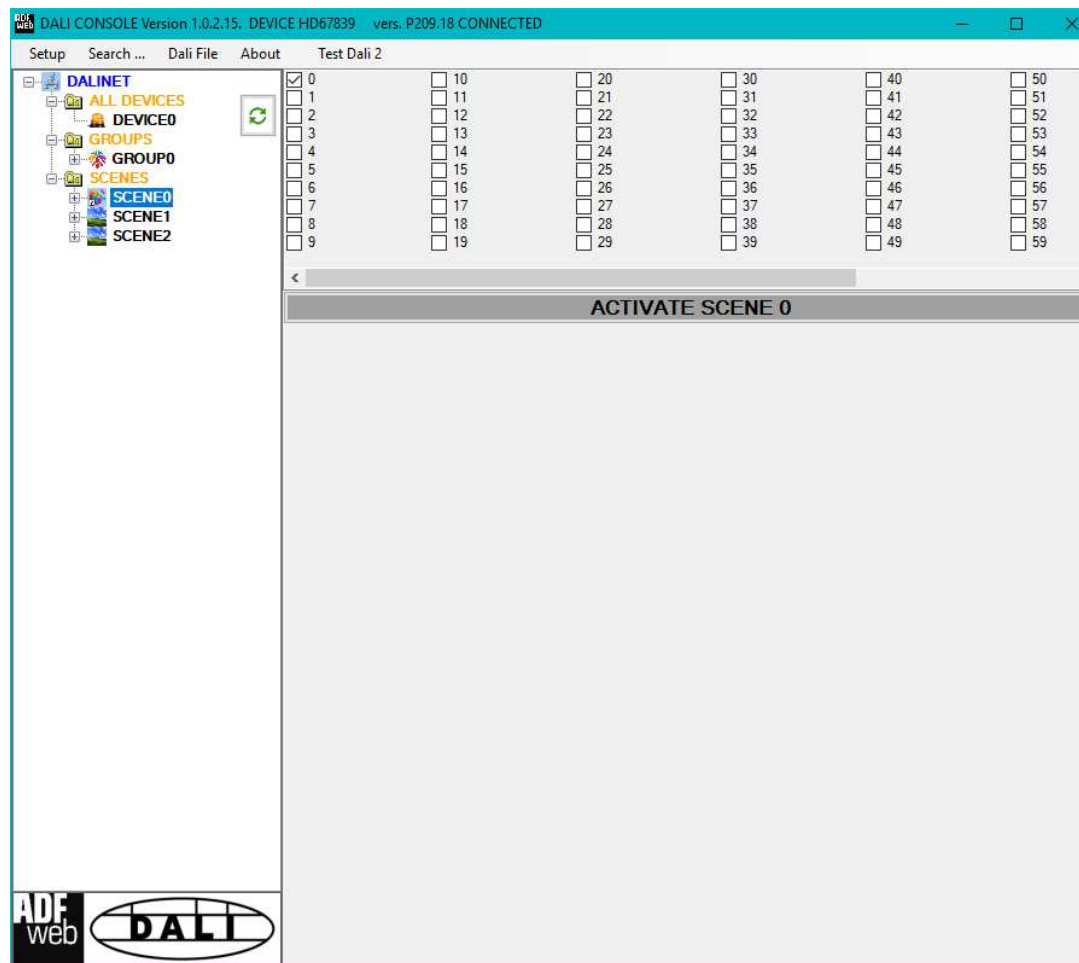 DALI CONSOLE Version 1.0.2.15. DEVICE HD67839 vers. P209.18 CONNECTED
Setup Search ... Dali File About Test Dali 2
DALINET
ALL DEVICES
DEVICE0
GROUPS
GROUP0
SCENES
SCENE0
SCENE1
SCENE2
0 10 20 30 40 50
1 11 21 31 41 51
2 12 22 32 42 52
3 13 23 33 43 53
4 14 24 34 44 54
5 15 25 35 45 55
6 16 26 36 46 56
7 17 27 37 47 57
8 18 28 38 48 58
9 19 29 39 49 59
ACTIVATE SCENE 0
ADF
web
DALI